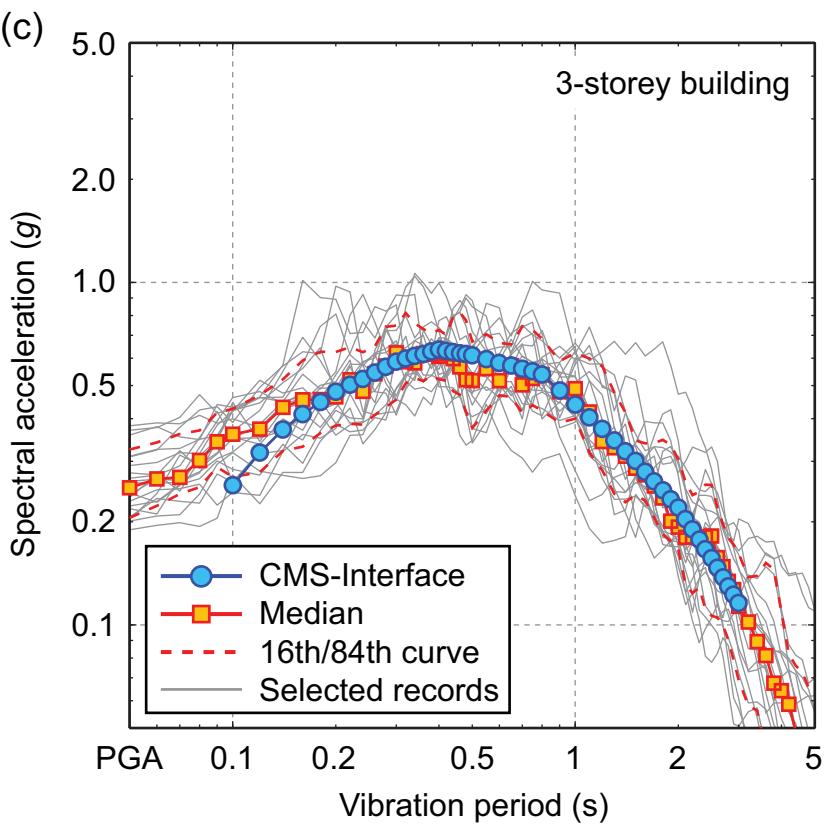 (c)
5.0
3-storey building
2.0
1.0
0.5
0.2
0.1
Spectral acceleration (g)
CMS-Interface
Median
16th/84th curve
Selected records
PGA 0.1 0.2 0.5 1 2 5
Vibration period (s)